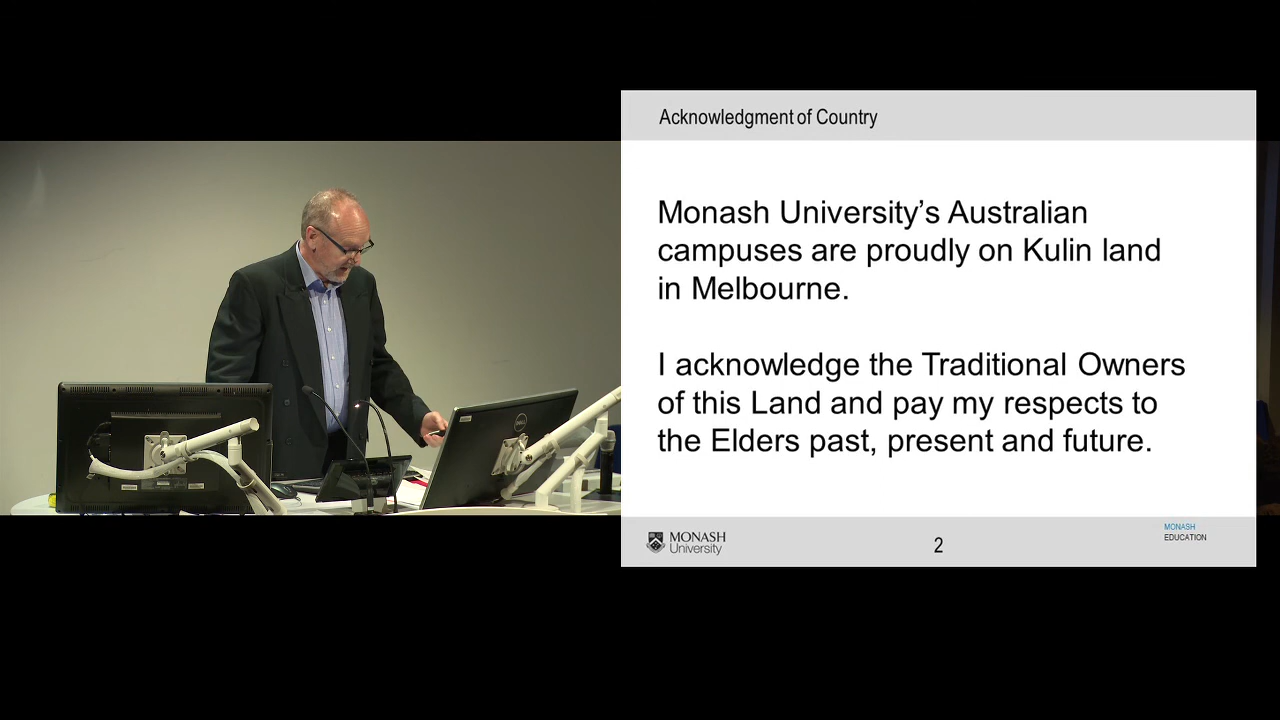 Acknowledgment of Country
Monash University’s Australian
campuses are proudly on Kulin land
in Melbourne.
I acknowledge the Traditional Owners
of this Land and pay my respects to
the Elders past, present and future.
MONASH
University
2
MONASH
EDUCATION
DELL